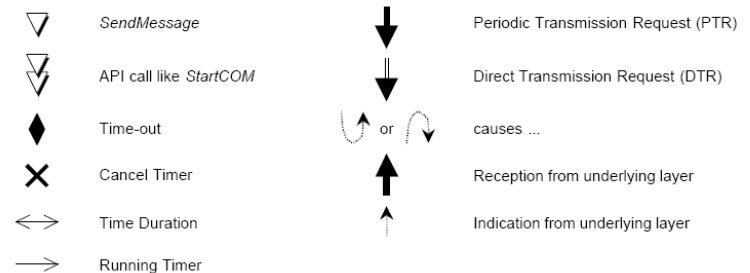 SendMessage
Periodic Transmission Request (PTR)
API call like StartCOM
Direct Transmission Request (DTR)
Time-out
or
causes ...
Cancel Timer
Reception from underlying layer
Time Duration
Indication from underlying layer
Running Timer